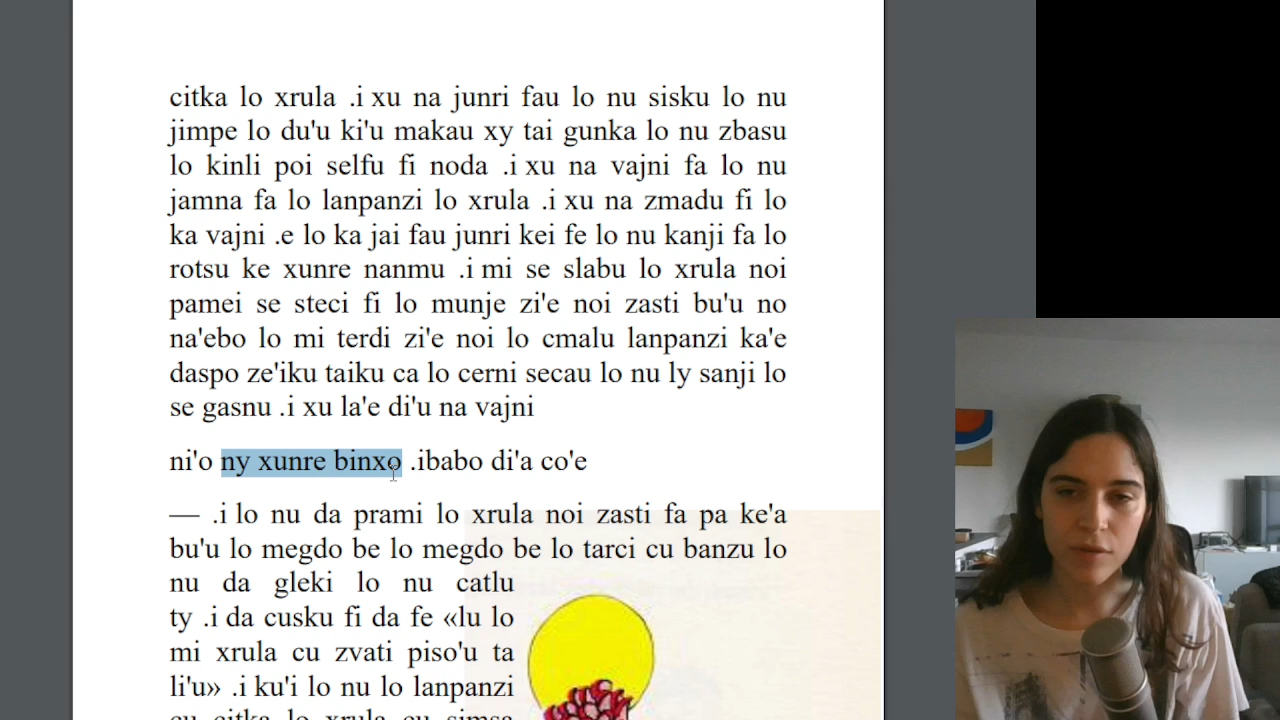 citka lo xrula .i xu na junri fau lo nu sisku lo nu
jimpe lo du'u ki'u makau xy tai gunka lo nu zbasu
lo kinli poi selfu fi noda .i xu na vajni fa lo nu
jamna fa lo lanpanzi lo xrula .i xu na zmadu fi lo
ka vajni .e lo ka jai fau junri kei fe lo nu kanji fa lo
rotsu ke xunre nanmu .i mi se slabu lo xrula noi
pamei se steci fi lo munje zi'e noi zasti bu'u no
na'ebo lo mi terdi zi'e noi lo cmalu lanpanzi ka'e
daspo ze'iku taiku ca lo cerni secau lo nu ly sanji lo
se gasnu .i xu la'e di'u na vajni
ni'o ny xunre binxo .ibabo di'a co'e
— .i lo nu da prami lo xrula noi zasti fa pa ke'a
bu'u lo megdo be lo megdo be lo tarci cu banzu lo
nu da gleki lo nu catlu
ty .i da cusku fi da fe «lu lo
mi xrula cu zvati piso'u ta
li'u» .i ku'i lo nu lo lanpanzi
cu citka lo xrula cu simsa